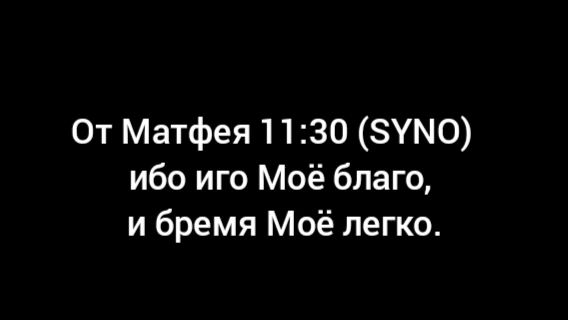 От Матфея 11:30 (SYNO)
ибо иго Моё благо,
и бремя Моё легко.